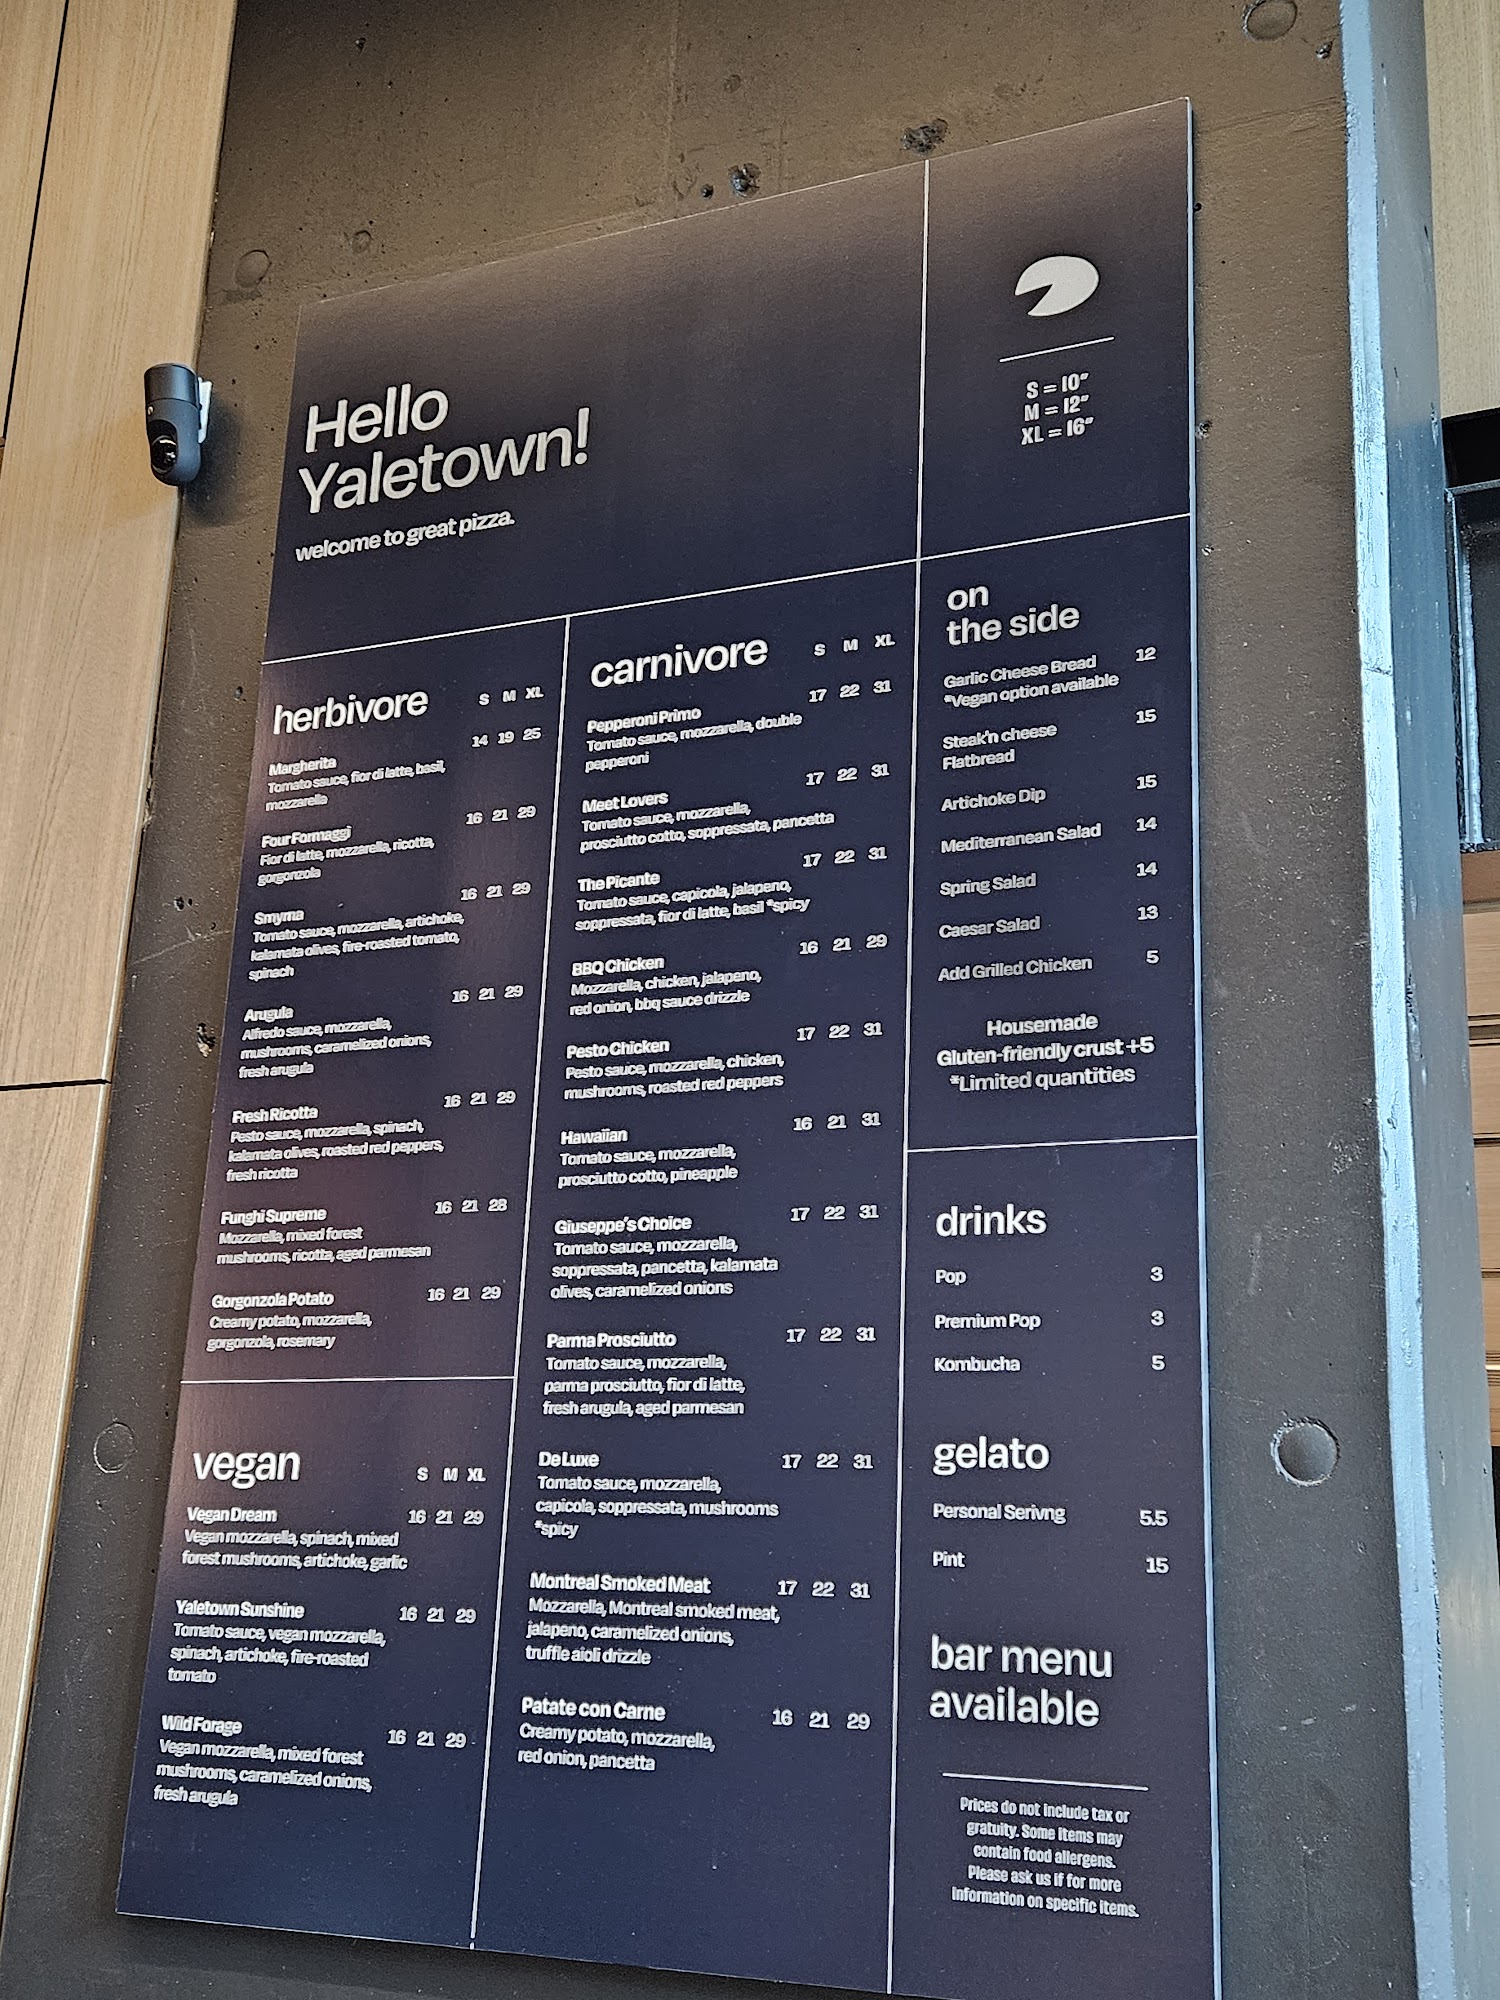 Hello
Yaletown!
welcome to great pizza.
S = 10"
M = 12"
XL = 16"
herbivore S M XL
14 19 25
Margherita
Tomato sauce, fior di latte, basil,
mozzarella
16 21 29
Four Formaggi
Fior di latte, mozzarella, ricotta,
gorgonzola
16 21 29
Smyrna
Tomato sauce, mozzarella, artichoke,
kalamata olives, fire-roasted tomato,
spinach
16 21 29
Arugula
Alfredo sauce, mozzarella,
mushrooms, caramelized onions,
fresh arugula
16 21 29
Fresh Ricotta
Pesto sauce, mozzarella, spinach,
kalamata olives, roasted red peppers,
fresh ricotta
Funghi Supreme 16 21 28
Mozzarella, mixed forest
mushrooms, ricotta, aged parmesan
Gorgonzola Potato 16 21 29
Creamy potato, mozzarella,
gorgonzola, rosemary
vegan S M XL
Vegan Dream 16 21 29
Vegan mozzarella, spinach, mixed
forest mushrooms, artichoke, garlic
Yaletown Sunshine 16 21 29
Tomato sauce, vegan mozzarella,
spinach, artichoke, fire-roasted
tomato
Wild Forage 16 21 29
Vegan mozzarella, mixed forest
mushrooms, caramelized onions,
fresh arugula
carnivore S M XL
17 22 31
Pepperoni Primo
Tomato sauce, mozzarella, double
pepperoni
17 22 31
Meet Lovers
Tomato sauce, mozzarella,
prosciutto cotto, soppressata, pancetta
17 22 31
The Picante
Tomato sauce, capicola, jalapeno,
soppressata, fior di latte, basil *spicy
16 21 29
BBQ Chicken
Mozzarella, chicken, jalapeno,
red onion, bbq sauce drizzle
Pesto Chicken 17 22 31
Pesto sauce, mozzarella, chicken,
mushrooms, roasted red peppers
Hawaiian 16 21 31
Tomato sauce, mozzarella,
prosciutto cotto, pineapple
Giuseppe's Choice 17 22 31
Tomato sauce, mozzarella,
soppressata, pancetta, kalamata
olives, caramelized onions
Parma Prosciutto 17 22 31
Tomato sauce, mozzarella,
parma prosciutto, fior di latte,
fresh arugula, aged parmesan
De Luxe 17 22 31
Tomato sauce, mozzarella,
capicola, soppressata, mushrooms
*spicy
Montreal Smoked Meat 17 22 31
Mozzarella, Montreal smoked meat,
jalapeno, caramelized onions,
truffle aioli drizzle
Patate con Carne 16 21 29
Creamy potato, mozzarella,
red onion, pancetta
on
the side
Garlic Cheese Bread 12
*Vegan option available
Steak'n cheese 15
Flatbread
Artichoke Dip 15
Mediterranean Salad 14
Spring Salad 14
Caesar Salad 13
Add Grilled Chicken 5
Housemade
Gluten-friendly crust +5
*Limited quantities
drinks
Pop 3
Premium Pop 3
Kombucha 5
gelato
Personal Serivng 5.5
Pint 15
bar menu
available
Prices do not include tax or
gratuity. Some items may
contain food allergens.
Please ask us if for more
information on specific items.